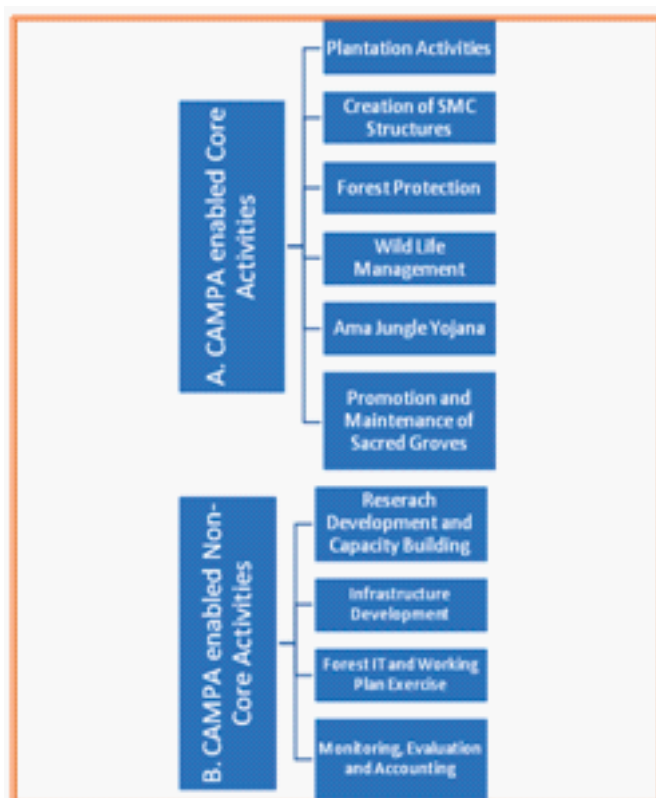 A. CAMPA enabled Core
Activities
Plantation Activities
Creation of SMC
Structures
Forest Protection
Wild Life
Management
Ama Jungle Yojana
Promotion and
Maintenance of
Sacred Groves
B. CAMPA enabled Non-
Core Activities
Reserach
Development and
Capacity Building
Infrastructure
Development
Forest IT and Working
Plan Exercise
Monitoring, Evaluation
and Accounting